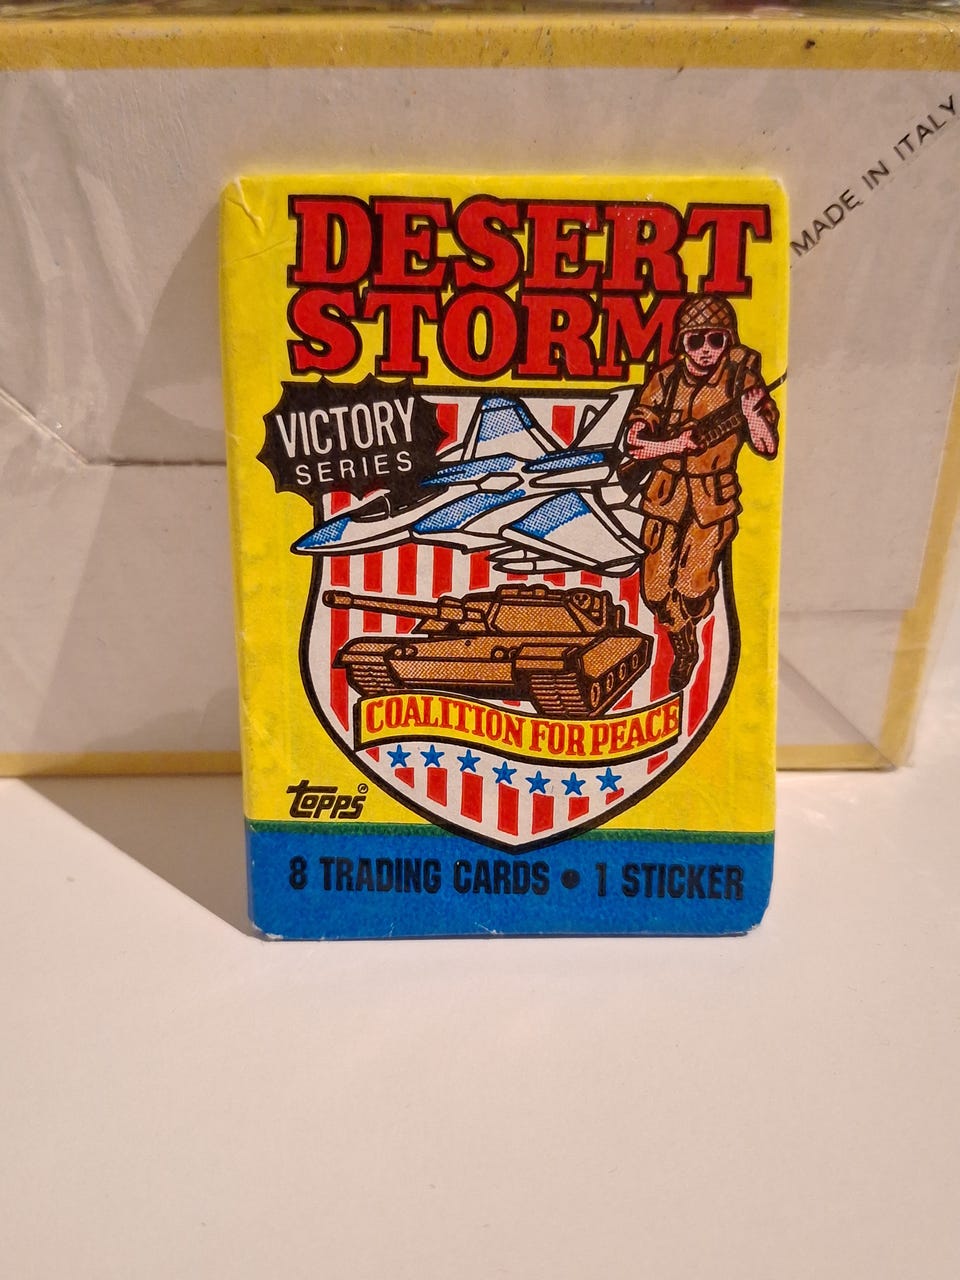 MADE IN ITALY
DESERT
STORM
VICTORY
SERIES
COALITION FOR PEACE
TOPPS®
8 TRADING CARDS • 1 STICKER